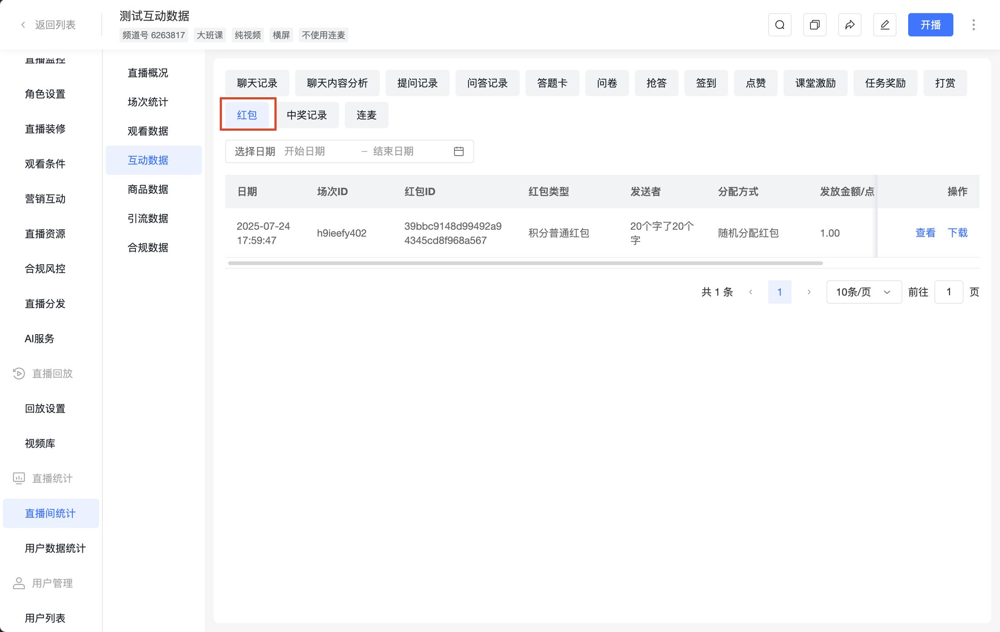 返回列表
测试互动数据
频道号 6263817
大班课
纯视频
横屏
不使用连麦
开播
直播监控
角色设置
直播装修
观看条件
营销互动
直播资源
合规风控
直播分发
AI服务
直播回放
回放设置
视频库
直播统计
直播间统计
用户数据统计
用户管理
用户列表
直播概况
场次统计
观看数据
互动数据
商品数据
引流数据
合规数据
聊天记录
聊天内容分析
提问记录
问答记录
答题卡
问卷
抢答
签到
点赞
课堂激励
任务奖励
打赏
红包
中奖记录
连麦
选择日期 开始日期 – 结束日期
日期 场次ID 红包ID 红包类型 发送者 分配方式 发放金额/点 操作
2025-07-24
17:59:47
h9ieefy402
39bbc9148d99492a9
4345cd8f968a567
积分普通红包
20个字了20个
字
随机分配红包
1.00
查看 下载
共 1 条 1 10条/页 前往 1 页